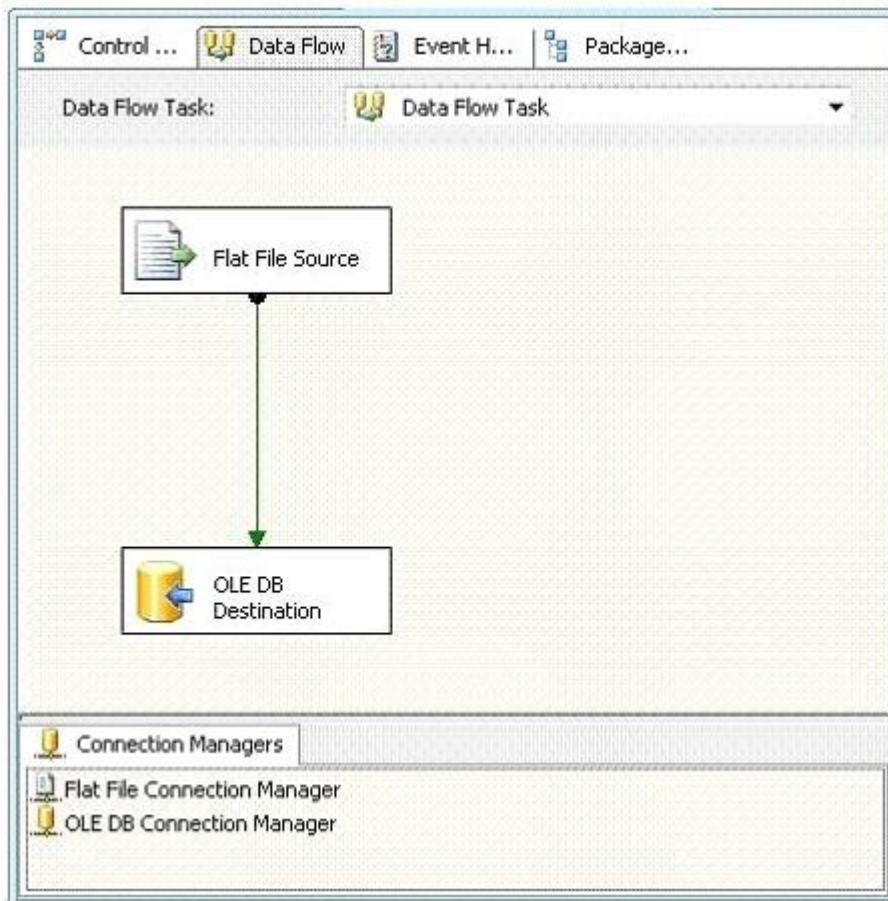 Control ... Data Flow Event H... Package...
Data Flow Task: Data Flow Task
Flat File Source
OLE DB
Destination
Connection Managers
Flat File Connection Manager
OLE DB Connection Manager